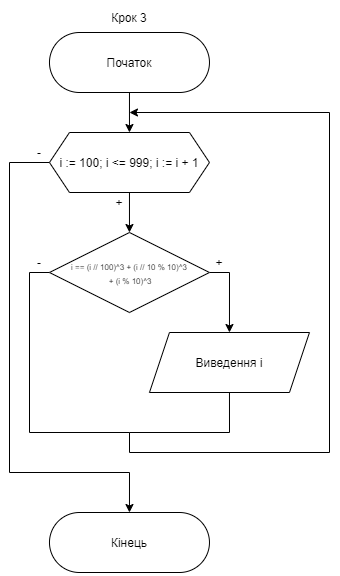 Крок 3
Початок
i := 100; i <= 999; i := i + 1
-
+
i == (i // 100)^3 + (i // 10 % 10)^3
+ (i % 10)^3
-
+
Виведення i
Кінець